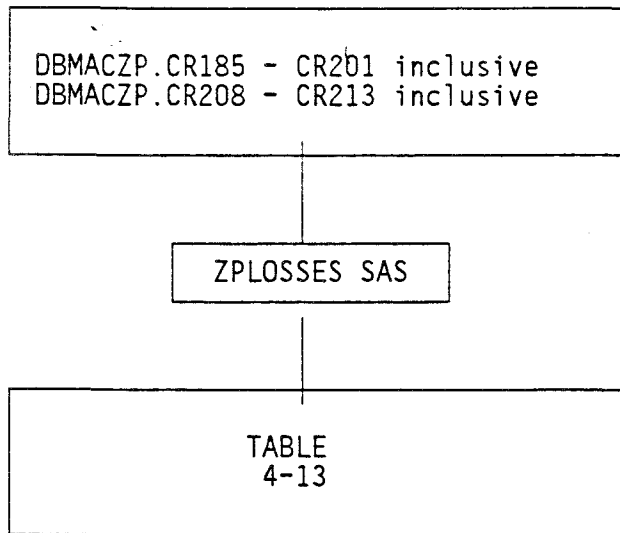 DBMACZP.CR185 - CR201 inclusive
DBMACZP.CR208 - CR213 inclusive
ZPLOSSES SAS
TABLE
4-13